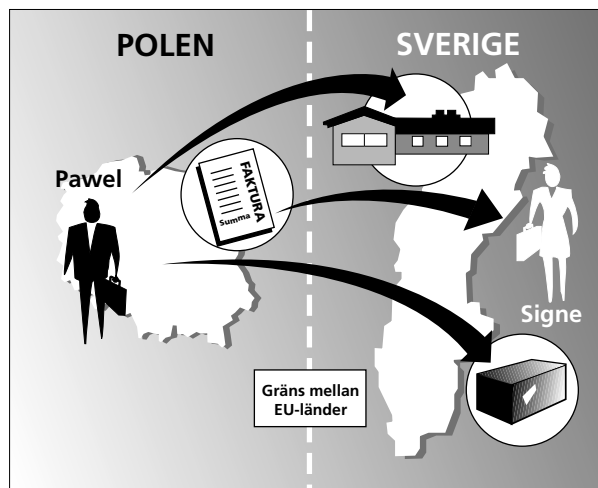 POLEN
SVERIGE
Pawel
FAKTURA
Summa
Signe
Gräns mellan
EU-länder